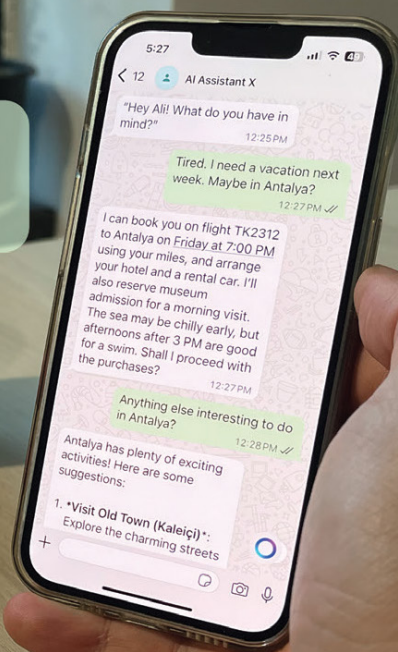 5:27
12
AI Assistant X
"Hey Ali! What do you have in
mind?"
12:25 PM
Tired. I need a vacation next
week. Maybe in Antalya?
12:27 PM
I can book you on flight TK2312
to Antalya on Friday at 7:00 PM
using your miles, and arrange
your hotel and a rental car. I'll
also reserve museum
admission for a morning visit.
The sea may be chilly early, but
afternoons after 3 PM are good
for a swim. Shall I proceed with
the purchases?
12:27 PM
Anything else interesting to do
in Antalya?
12:28 PM
Antalya has plenty of exciting
activities! Here are some
suggestions:
1. *Visit Old Town (Kaleiçi)*:
Explore the charming streets